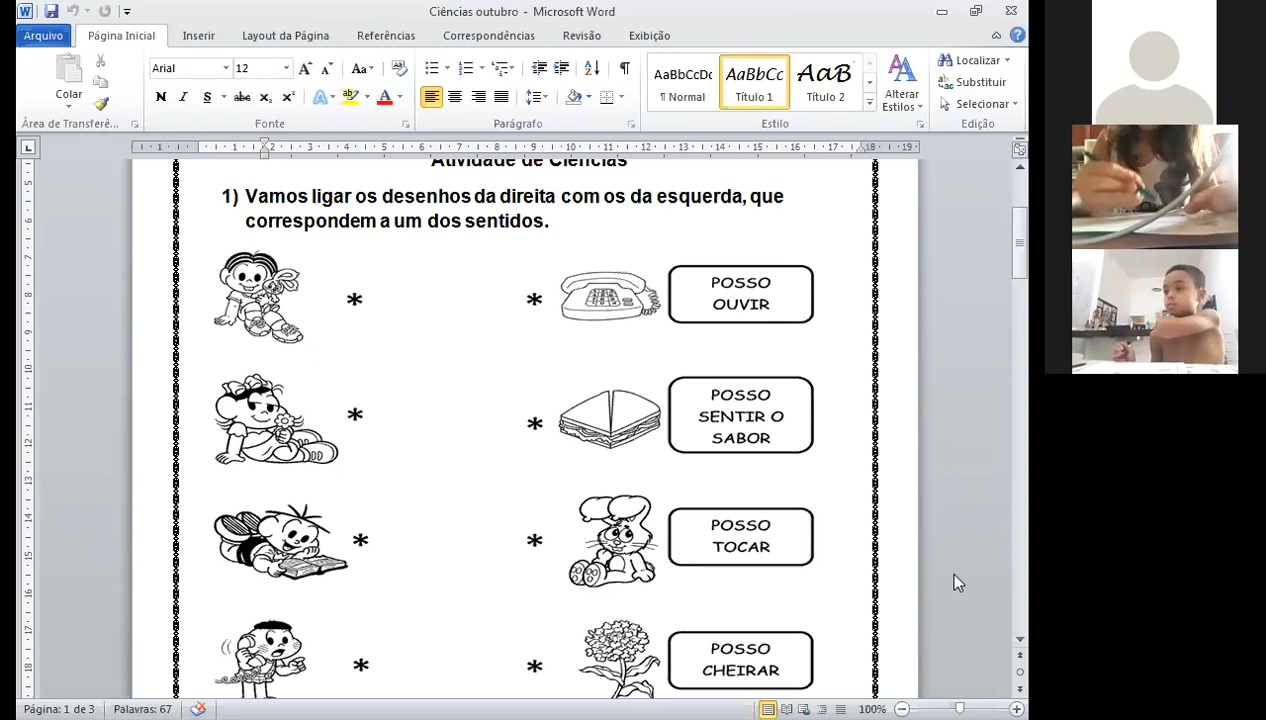 Ciências outubro - Microsoft Word
Arquivo Página Inicial Inserir Layout da Página Referências Correspondências Revisão Exibição
Colar
Arial 12
AaBbCcDc AaBbCc AaB
¶ Normal Título 1 Título 2
Alterar
Estilos
Localizar
Substituir
Selecionar
Área de Transferê... Fonte Parágrafo Estilo Edição
Atividade de Ciências
1) Vamos ligar os desenhos da direita com os da esquerda, que
correspondem a um dos sentidos.
* * POSSO
OUVIR
* * POSSO
SENTIR O
SABOR
* * POSSO
TOCAR
* * POSSO
CHEIRAR
Página: 1 de 3 Palavras: 67 100%